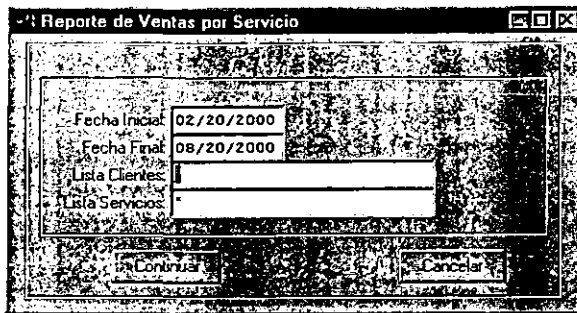 Reporte de Ventas por Servicio
Fecha Inicial: 02/20/2000
Fecha Final: 08/20/2000
Lista Clientes:
Lista Servicios: *
Continuar Cancelar